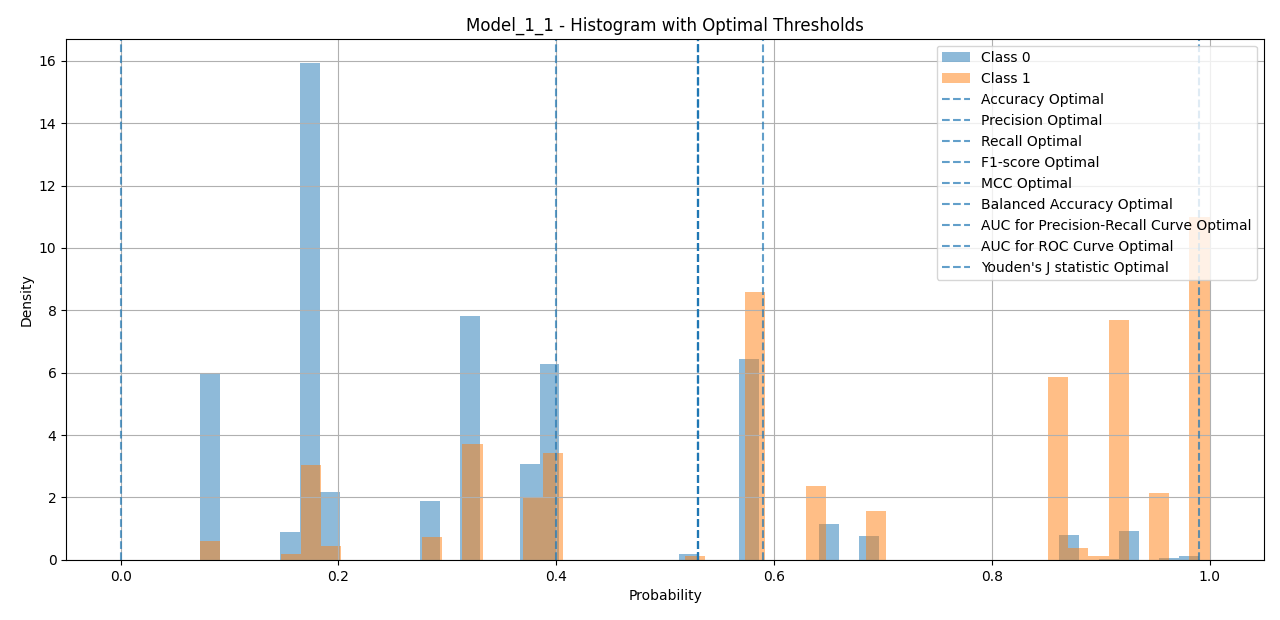 Model_1_1 - Histogram with Optimal Thresholds
Density
16
14
12
10
8
6
4
2
0
0.0 0.2 0.4 0.6 0.8 1.0
Probability
Class 0
Class 1
Accuracy Optimal
Precision Optimal
Recall Optimal
F1-score Optimal
MCC Optimal
Balanced Accuracy Optimal
AUC for Precision-Recall Curve Optimal
AUC for ROC Curve Optimal
Youden's J statistic Optimal